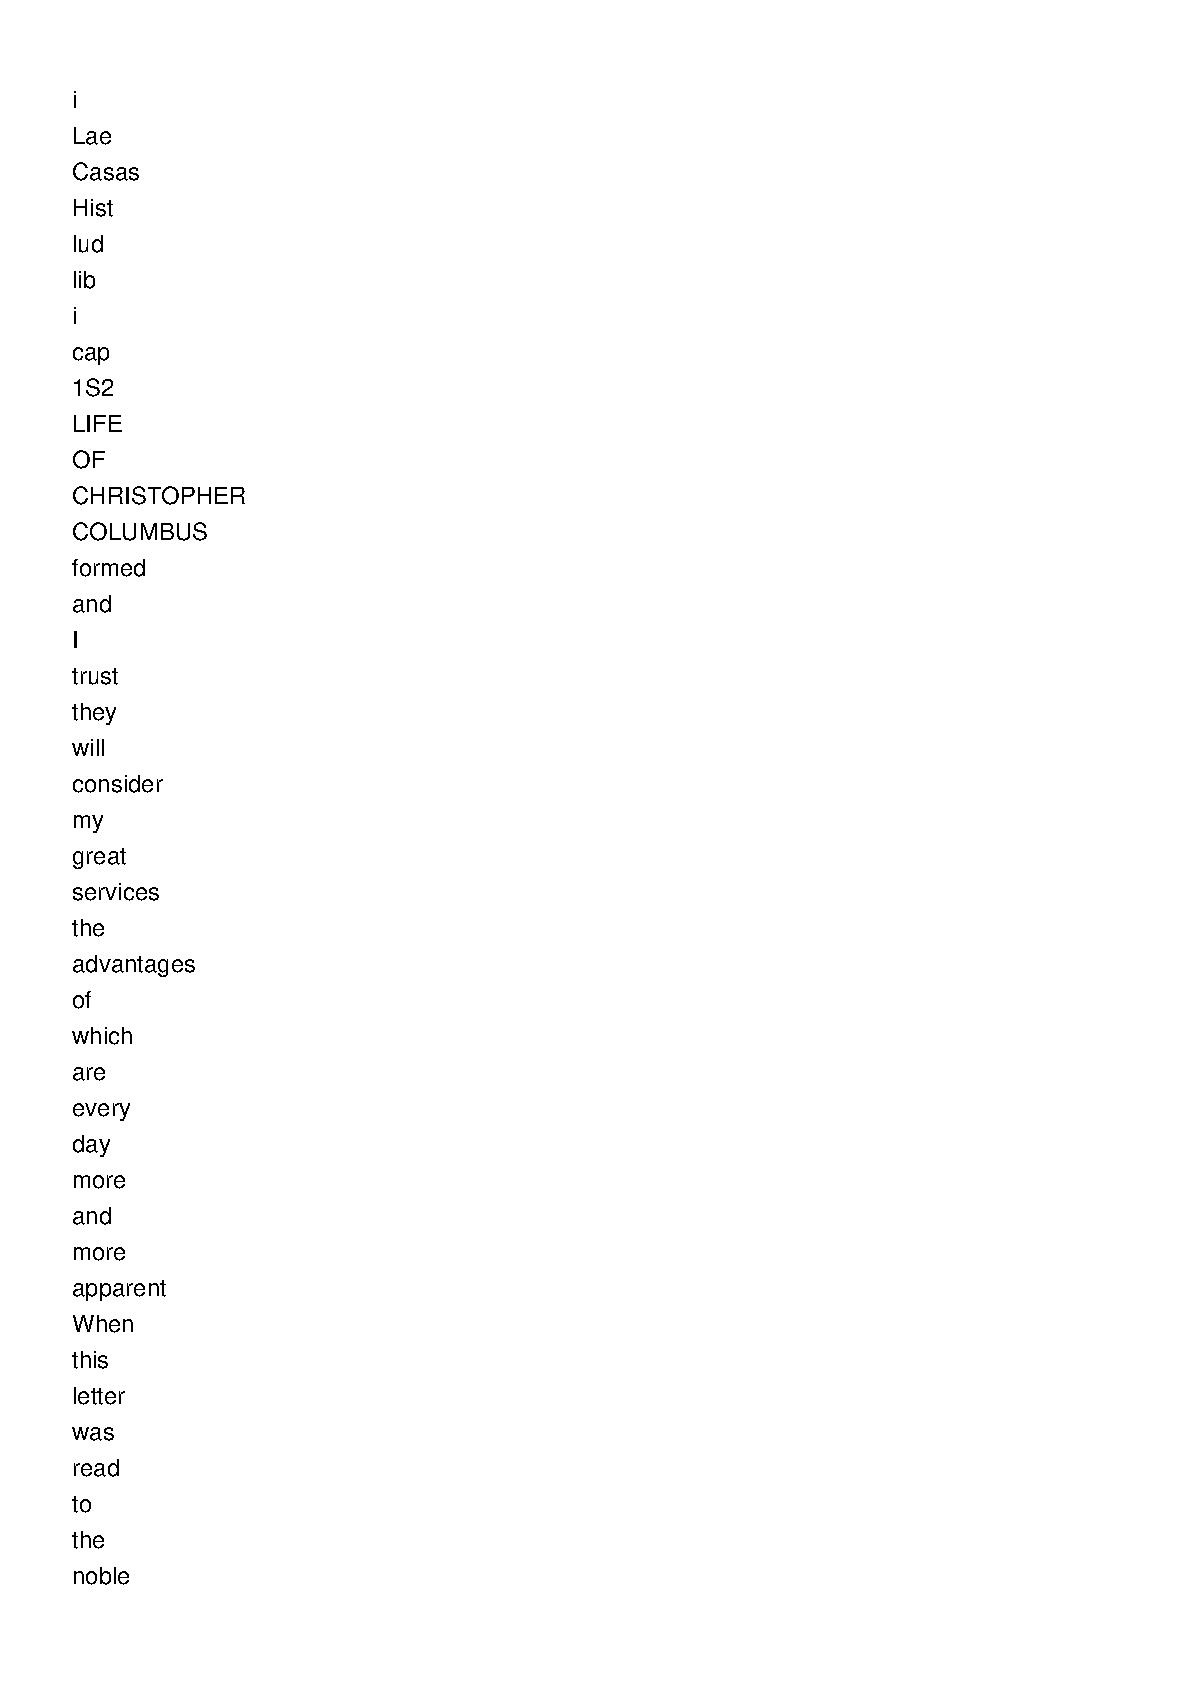 i
Lae
Casas
Hist
lud
lib
i
cap
1S2
LIFE
OF
CHRISTOPHER
COLUMBUS
formed
and
I
trust
they
will
consider
my
great
services
the
advantages
of
which
are
every
day
more
and
more
apparent
When
this
letter
was
read
to
the
noble